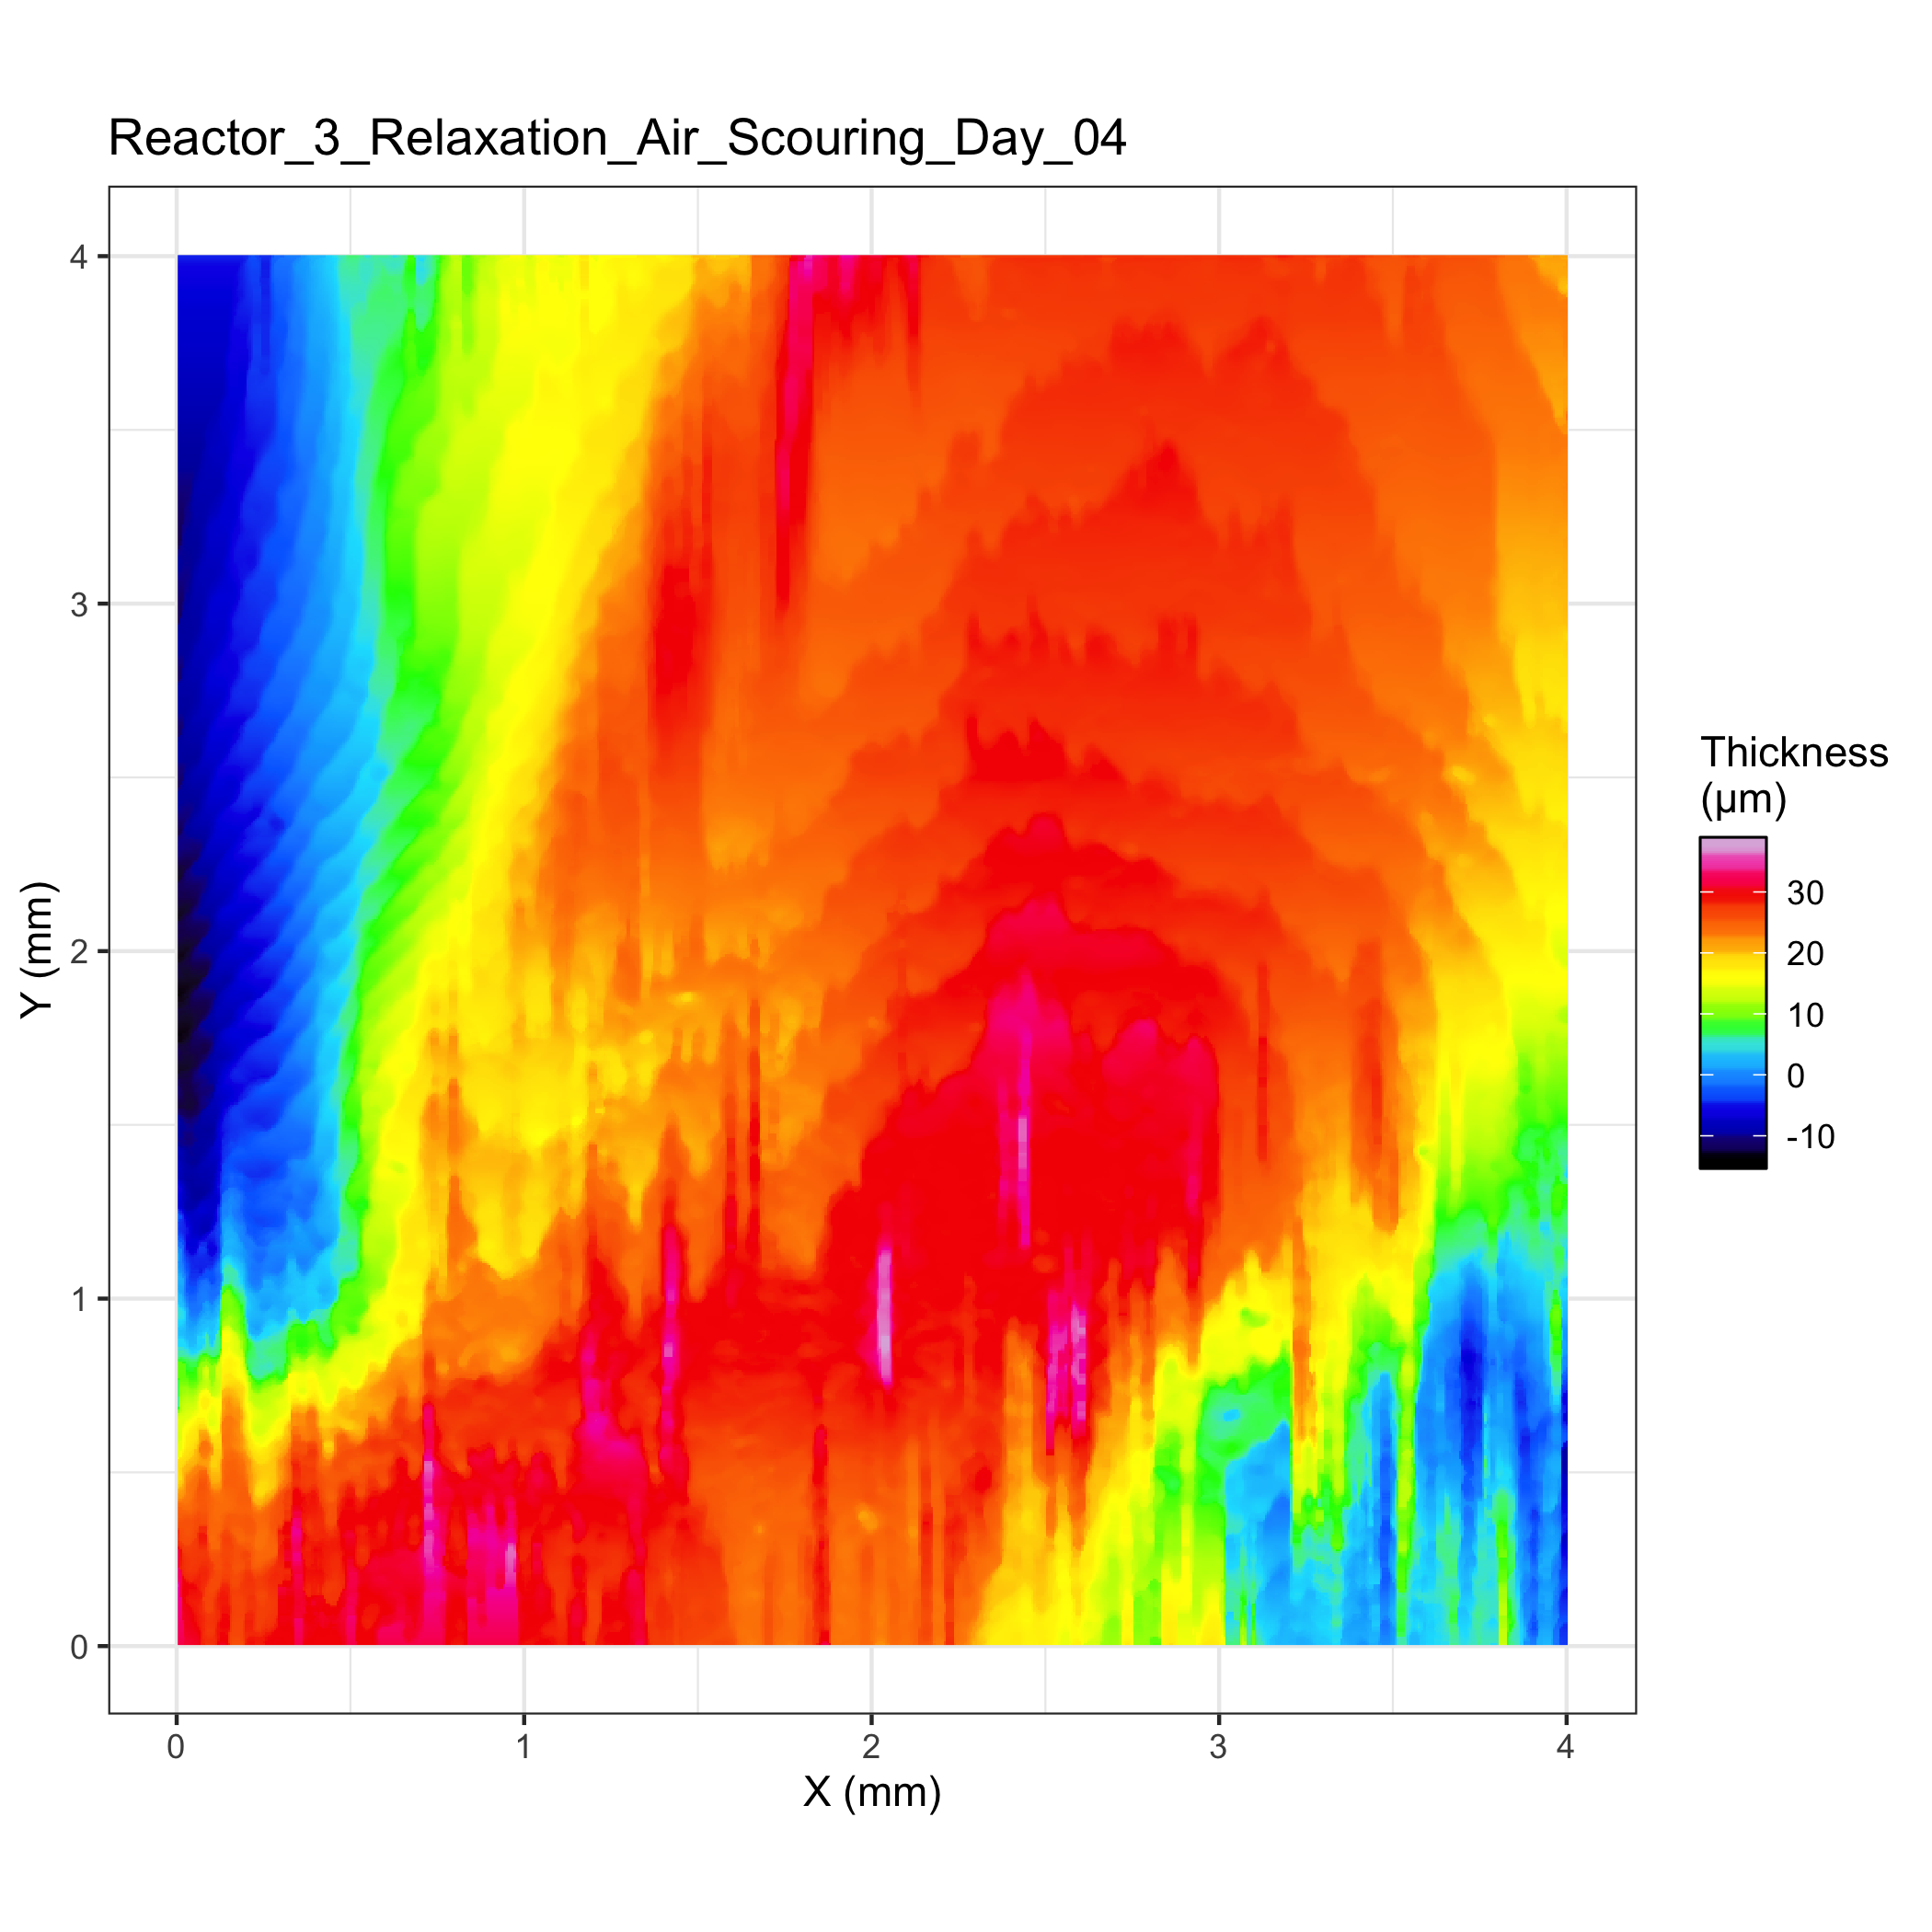 Reactor_3_Relaxation_Air_Scouring_Day_04
4
3
2
1
0
Y (mm)
0 1 2 3 4
X (mm)
Thickness
(µm)
30
20
10
0
-10